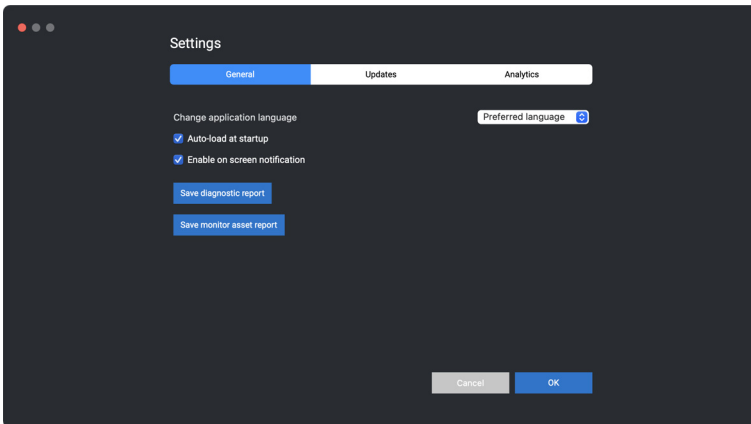 Settings
General Updates Analytics
Change application language Preferred language
Auto-load at startup
Enable on screen notification
Save diagnostic report
Save monitor asset report
Cancel OK